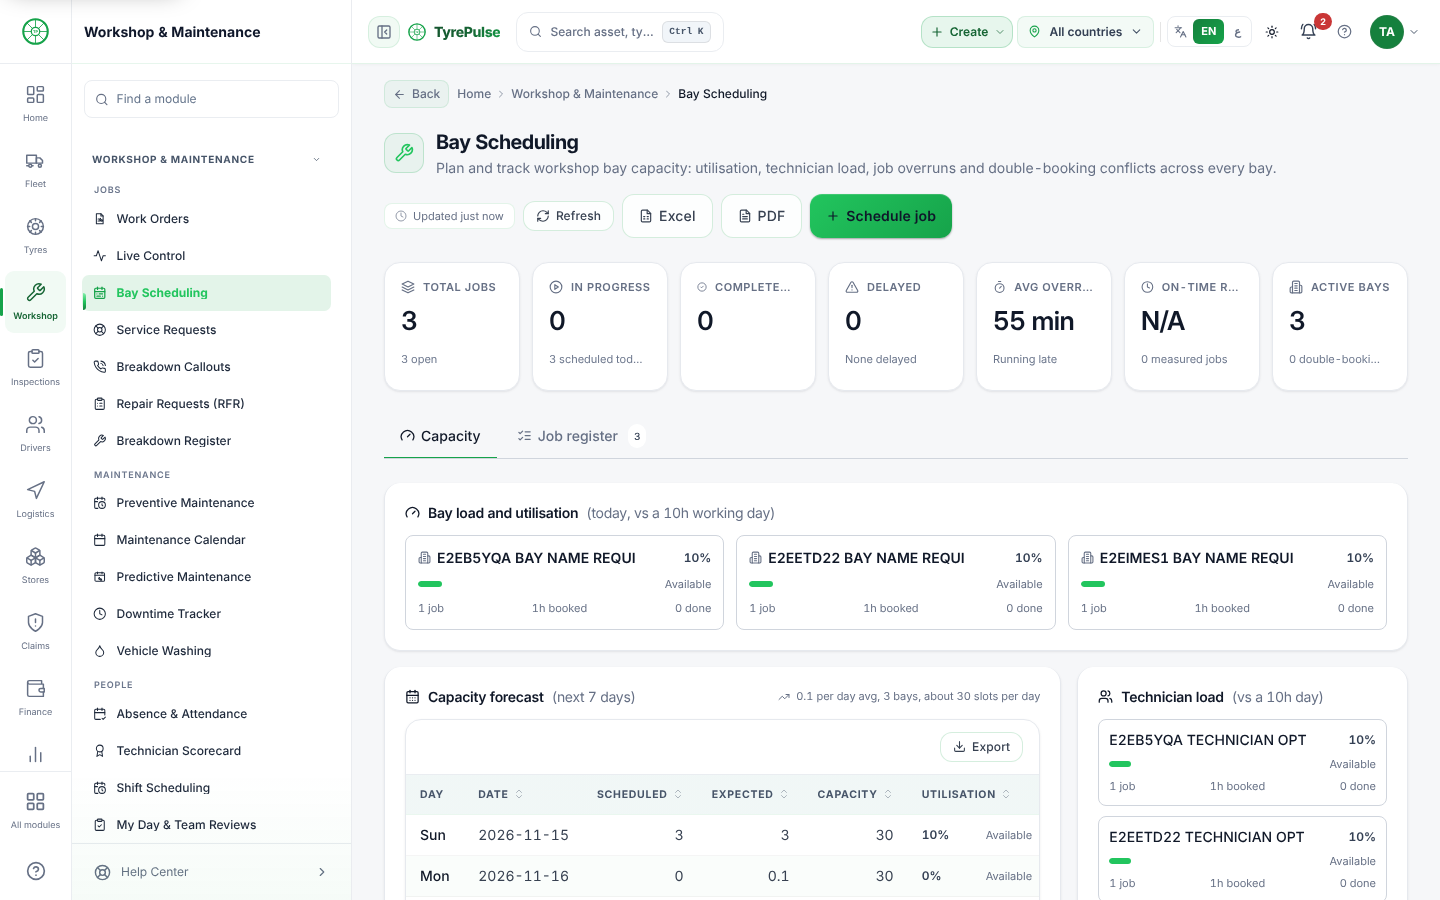 Workshop & Maintenance
TyrePulse
Search asset, ty... Ctrl K
Create
All countries
EN
ع
2
TA
Home
Fleet
Tyres
Workshop
Inspections
Drivers
Logistics
Stores
Claims
Finance
All modules
Find a module
WORKSHOP & MAINTENANCE
JOBS
Work Orders
Live Control
Bay Scheduling
Service Requests
Breakdown Callouts
Repair Requests (RFR)
Breakdown Register
MAINTENANCE
Preventive Maintenance
Maintenance Calendar
Predictive Maintenance
Downtime Tracker
Vehicle Washing
PEOPLE
Absence & Attendance
Technician Scorecard
Shift Scheduling
My Day & Team Reviews
Help Center
Back Home Workshop & Maintenance Bay Scheduling
Bay Scheduling
Plan and track workshop bay capacity: utilisation, technician load, job overruns and double-booking conflicts across every bay.
Updated just now Refresh Excel PDF Schedule job
TOTAL JOBS
3
3 open
IN PROGRESS
0
3 scheduled tod...
COMPLETE...
0
DELAYED
0
None delayed
AVG OVERR...
55 min
Running late
ON-TIME R...
N/A
0 measured jobs
ACTIVE BAYS
3
0 double-booki...
Capacity Job register 3
Bay load and utilisation (today, vs a 10h working day)
E2EB5YQA BAY NAME REQUI 10%
Available
1 job 1h booked 0 done
E2EETD22 BAY NAME REQUI 10%
Available
1 job 1h booked 0 done
E2EIMES1 BAY NAME REQUI 10%
Available
1 job 1h booked 0 done
Capacity forecast (next 7 days) 0.1 per day avg, 3 bays, about 30 slots per day
Export
DAY DATE SCHEDULED EXPECTED CAPACITY UTILISATION
Sun 2026-11-15 3 3 30 10% Available
Mon 2026-11-16 0 0.1 30 0% Available
Technician load (vs a 10h day)
E2EB5YQA TECHNICIAN OPT 10%
Available
1 job 1h booked 0 done
E2EETD22 TECHNICIAN OPT 10%
Available
1 job 1h booked 0 done